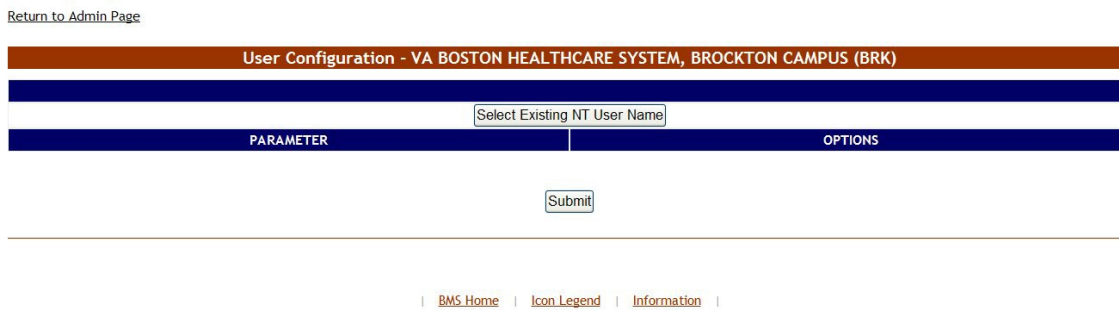 Return to Admin Page
User Configuration - VA BOSTON HEALTHCARE SYSTEM, BROCKTON CAMPUS (BRK)
Select Existing NT User Name
PARAMETER OPTIONS
Submit
| BMS Home | Icon Legend | Information |